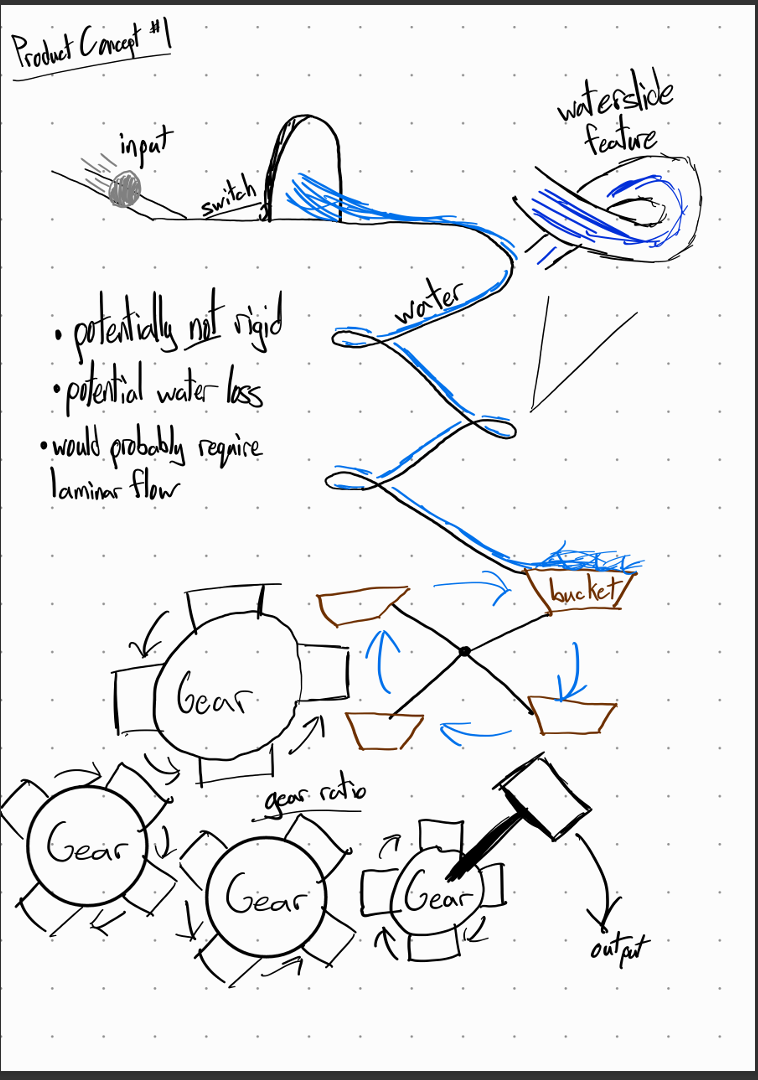 Product Concept #1
input
switch
waterslide
feature
water
• potentially not rigid
• potential water loss
• would probably require
laminar flow
bucket
Gear
gear ratio
Gear
Gear
Gear
output